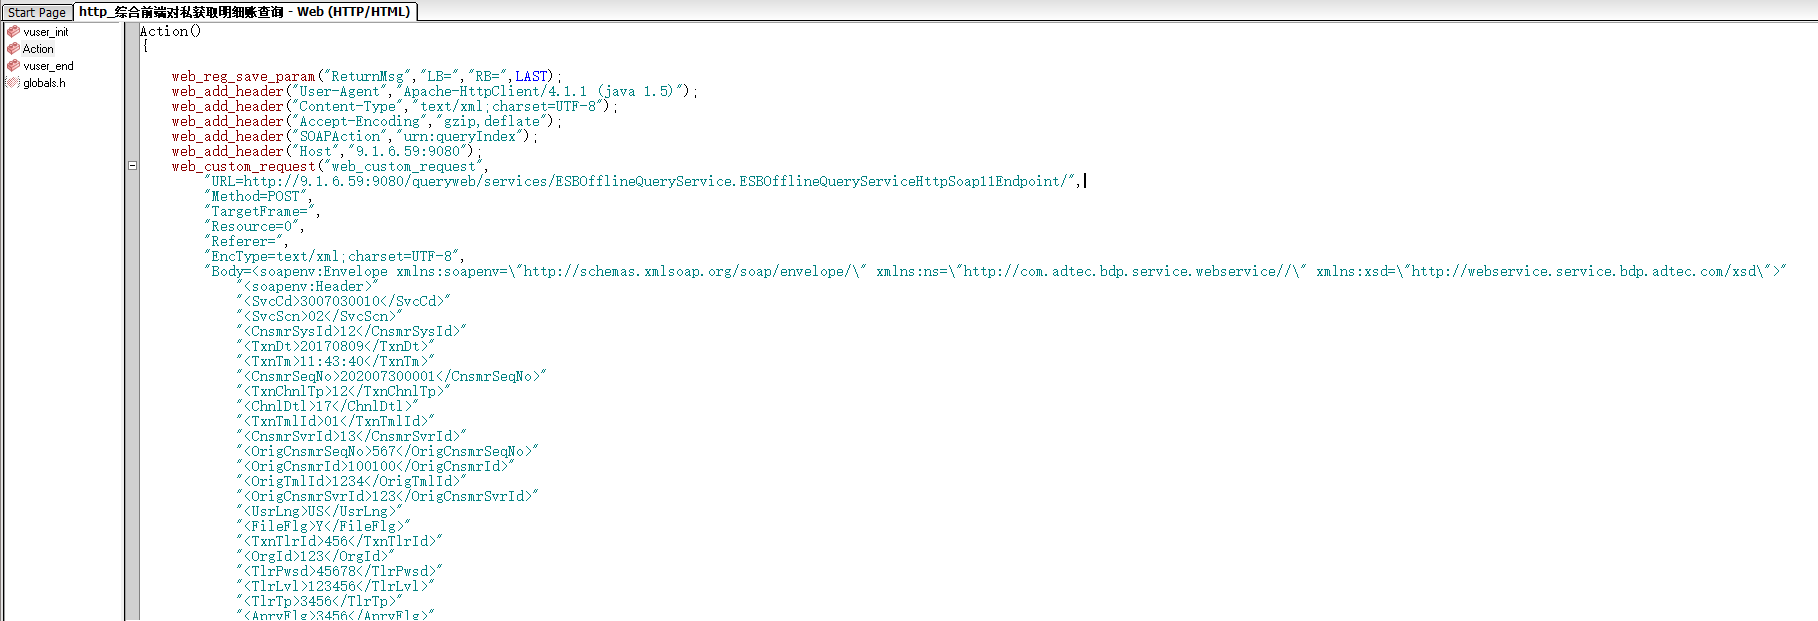 Start Page
http_综合前端对私获取明细账查询 - Web (HTTP/HTML)
vuser_init
Action
vuser_end
globals.h
Action()
{
web_reg_save_param("ReturnMsg","LB=","RB=",LAST);
web_add_header("User-Agent","Apache-HttpClient/4.1.1 (java 1.5)");
web_add_header("Content-Type","text/xml;charset=UTF-8");
web_add_header("Accept-Encoding","gzip,deflate");
web_add_header("SOAPAction","urn:queryIndex");
web_add_header("Host","9.1.6.59:9080");
web_custom_request("web_custom_request",
"URL=http://9.1.6.59:9080/queryweb/services/ESBOfflineQueryService.ESBOfflineQueryServiceHttpSoap11Endpoint/",
"Method=POST",
"TargetFrame=",
"Resource=0",
"Referer=",
"EncType=text/xml;charset=UTF-8",
"Body=<soapenv:Envelope xmlns:soapenv=\"http://schemas.xmlsoap.org/soap/envelope/\" xmlns:ns=\"http://com.adtec.bdp.service.webservice//\" xmlns:xsd=\"http://webservice.service.bdp.adtec.com/xsd\">"
"<soapenv:Header>"
"<SvcCd>3007030010</SvcCd>"
"<SvcScn>02</SvcScn>"
"<CnsmrSysId>12</CnsmrSysId>"
"<TxnDt>20170809</TxnDt>"
"<TxnTm>11:43:40</TxnTm>"
"<CnsmrSeqNo>202007300001</CnsmrSeqNo>"
"<TxnChnlTp>12</TxnChnlTp>"
"<ChnlDtl>17</ChnlDtl>"
"<TxnTmlId>01</TxnTmlId>"
"<CnsmrSvrId>13</CnsmrSvrId>"
"<OrigCnsmrSeqNo>567</OrigCnsmrSeqNo>"
"<OrigCnsmrId>100100</OrigCnsmrId>"
"<OrigTmlId>1234</OrigTmlId>"
"<OrigCnsmrSvrId>123</OrigCnsmrSvrId>"
"<UsrLng>US</UsrLng>"
"<FileFlg>Y</FileFlg>"
"<TxnTlrId>456</TxnTlrId>"
"<OrgId>123</OrgId>"
"<TlrPwsd>45678</TlrPwsd>"
"<TlrLvl>123456</TlrLvl>"
"<TlrTp>3456</TlrTp>"
"<AprvFlg>3456</AprvFlg>"